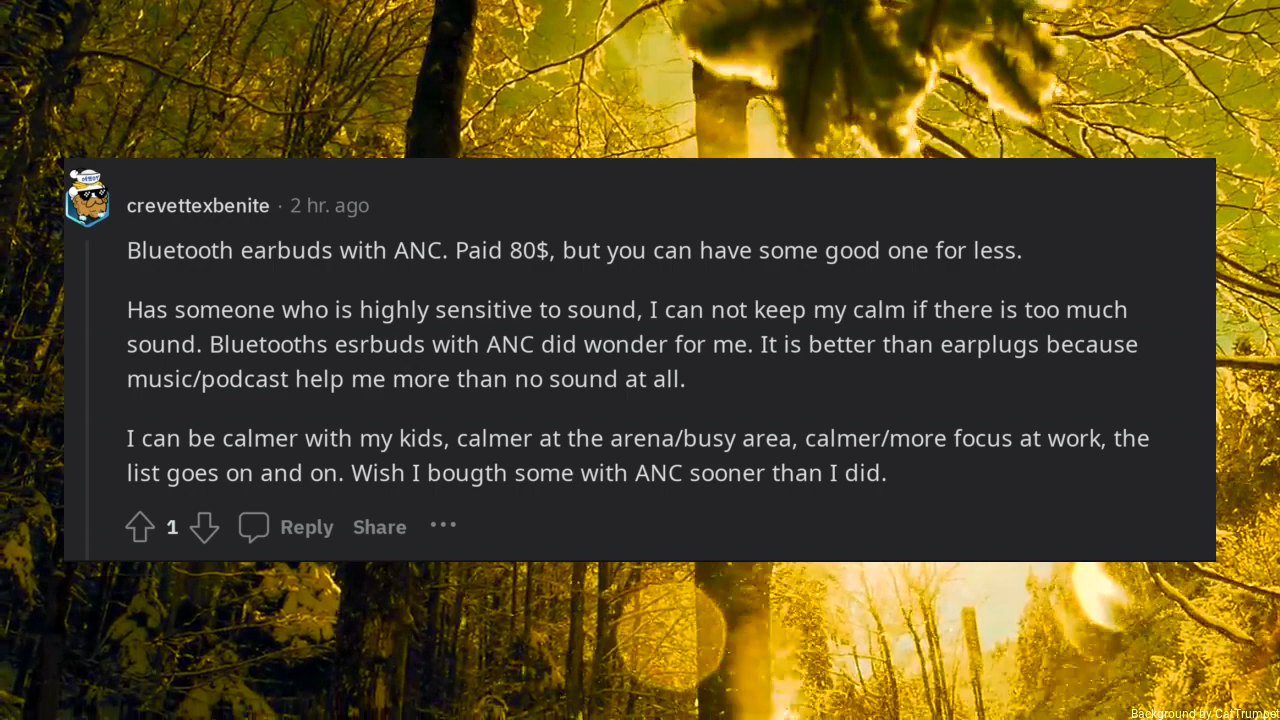 crevettexbenite · 2 hr. ago
Bluetooth earbuds with ANC. Paid 80$, but you can have some good one for less.
Has someone who is highly sensitive to sound, I can not keep my calm if there is too much
sound. Bluetooths esrbuds with ANC did wonder for me. It is better than earplugs because
music/podcast help me more than no sound at all.
I can be calmer with my kids, calmer at the arena/busy area, calmer/more focus at work, the
list goes on and on. Wish I bougth some with ANC sooner than I did.
1 Reply Share ···
Background by CatTrumpet